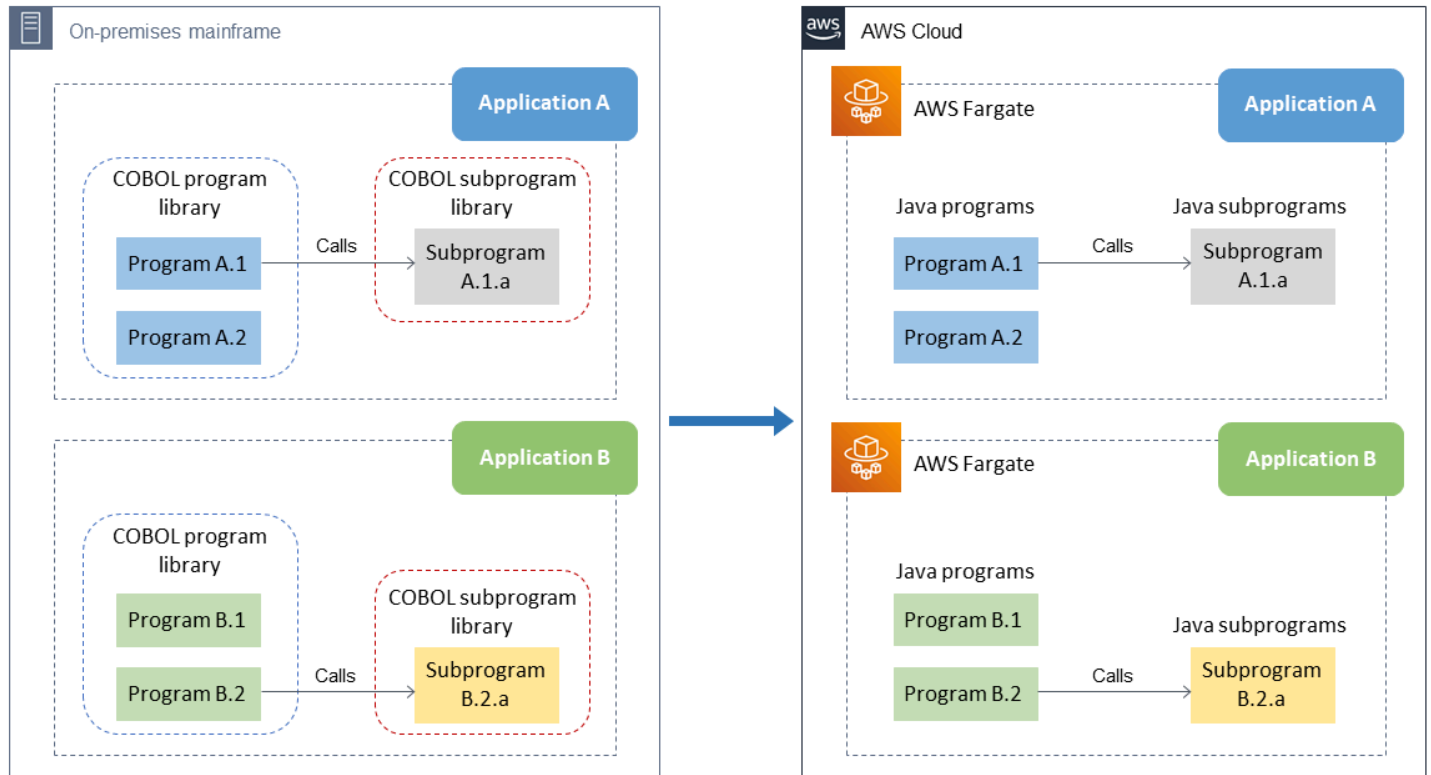 On-premises mainframe
Application A
COBOL program
library
COBOL subprogram
library
Program A.1
Calls
Subprogram
A.1.a
Program A.2
Application B
COBOL program
library
COBOL subprogram
library
Program B.1
Program B.2
Calls
Subprogram
B.2.a
aws
AWS Cloud
AWS Fargate
Application A
Java programs
Java subprograms
Program A.1
Calls
Subprogram
A.1.a
Program A.2
AWS Fargate
Application B
Java programs
Program B.1
Java subprograms
Program B.2
Calls
Subprogram
B.2.a